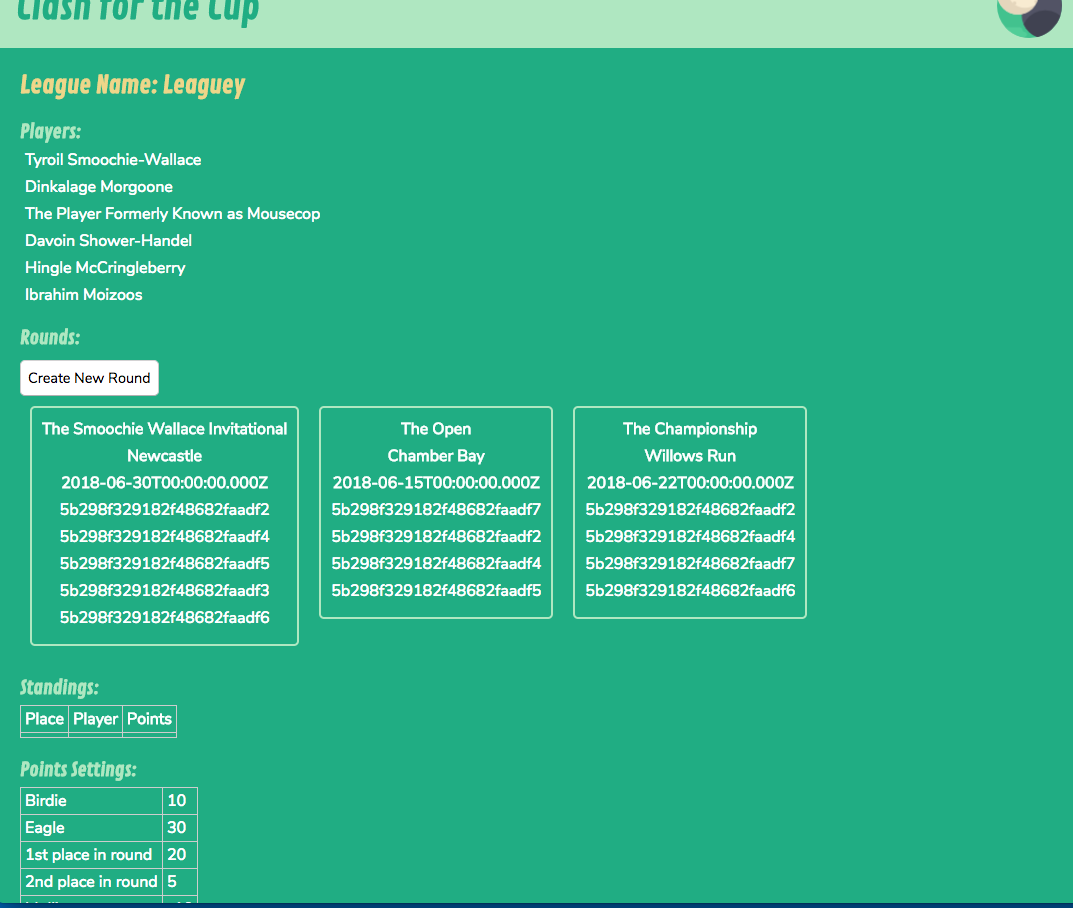 Clash for the Cup
League Name: Leaguey
Players:
Tyroil Smoochie-Wallace
Dinkalage Morgoone
The Player Formerly Known as Mousecop
Davoin Shower-Handel
Hingle McCringleberry
Ibrahim Moizoos
Rounds:
Create New Round
The Smoochie Wallace Invitational
Newcastle
2018-06-30T00:00:00.000Z
5b298f329182f48682faadf2
5b298f329182f48682faadf4
5b298f329182f48682faadf5
5b298f329182f48682faadf3
5b298f329182f48682faadf6
The Open
Chamber Bay
2018-06-15T00:00:00.000Z
5b298f329182f48682faadf7
5b298f329182f48682faadf2
5b298f329182f48682faadf4
5b298f329182f48682faadf5
The Championship
Willows Run
2018-06-22T00:00:00.000Z
5b298f329182f48682faadf2
5b298f329182f48682faadf4
5b298f329182f48682faadf7
5b298f329182f48682faadf6
Standings:
Place Player Points
Points Settings:
Birdie 10
Eagle 30
1st place in round 20
2nd place in round 5